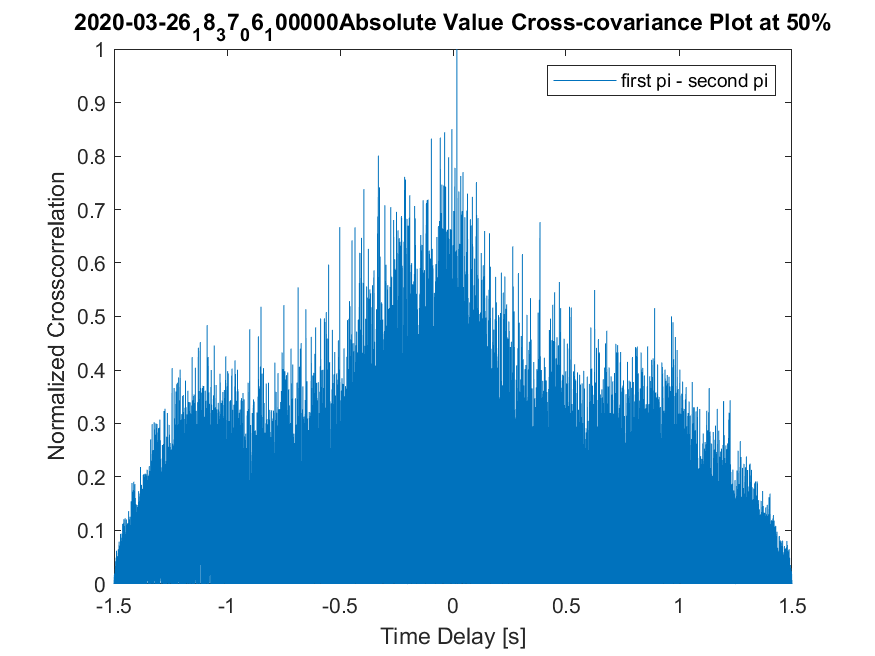 2020-03-26₁8₃7₀6₁00000Absolute Value Cross-covariance Plot at 50%
first pi - second pi
Normalized Crosscorrelation
1
0.9
0.8
0.7
0.6
0.5
0.4
0.3
0.2
0.1
0
-1.5 -1 -0.5 0 0.5 1 1.5
Time Delay [s]